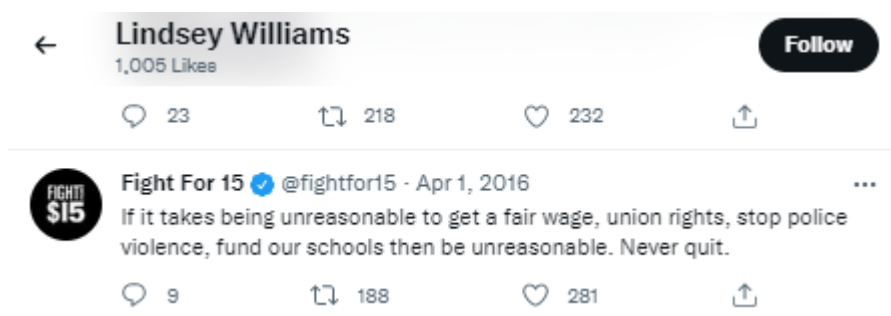 Lindsey Williams
1,005 Likes
Follow
23 218 232
FIGHT FOR
$15
Fight For 15 @fightfor15 · Apr 1, 2016
If it takes being unreasonable to get a fair wage, union rights, stop police
violence, fund our schools then be unreasonable. Never quit.
9 188 281